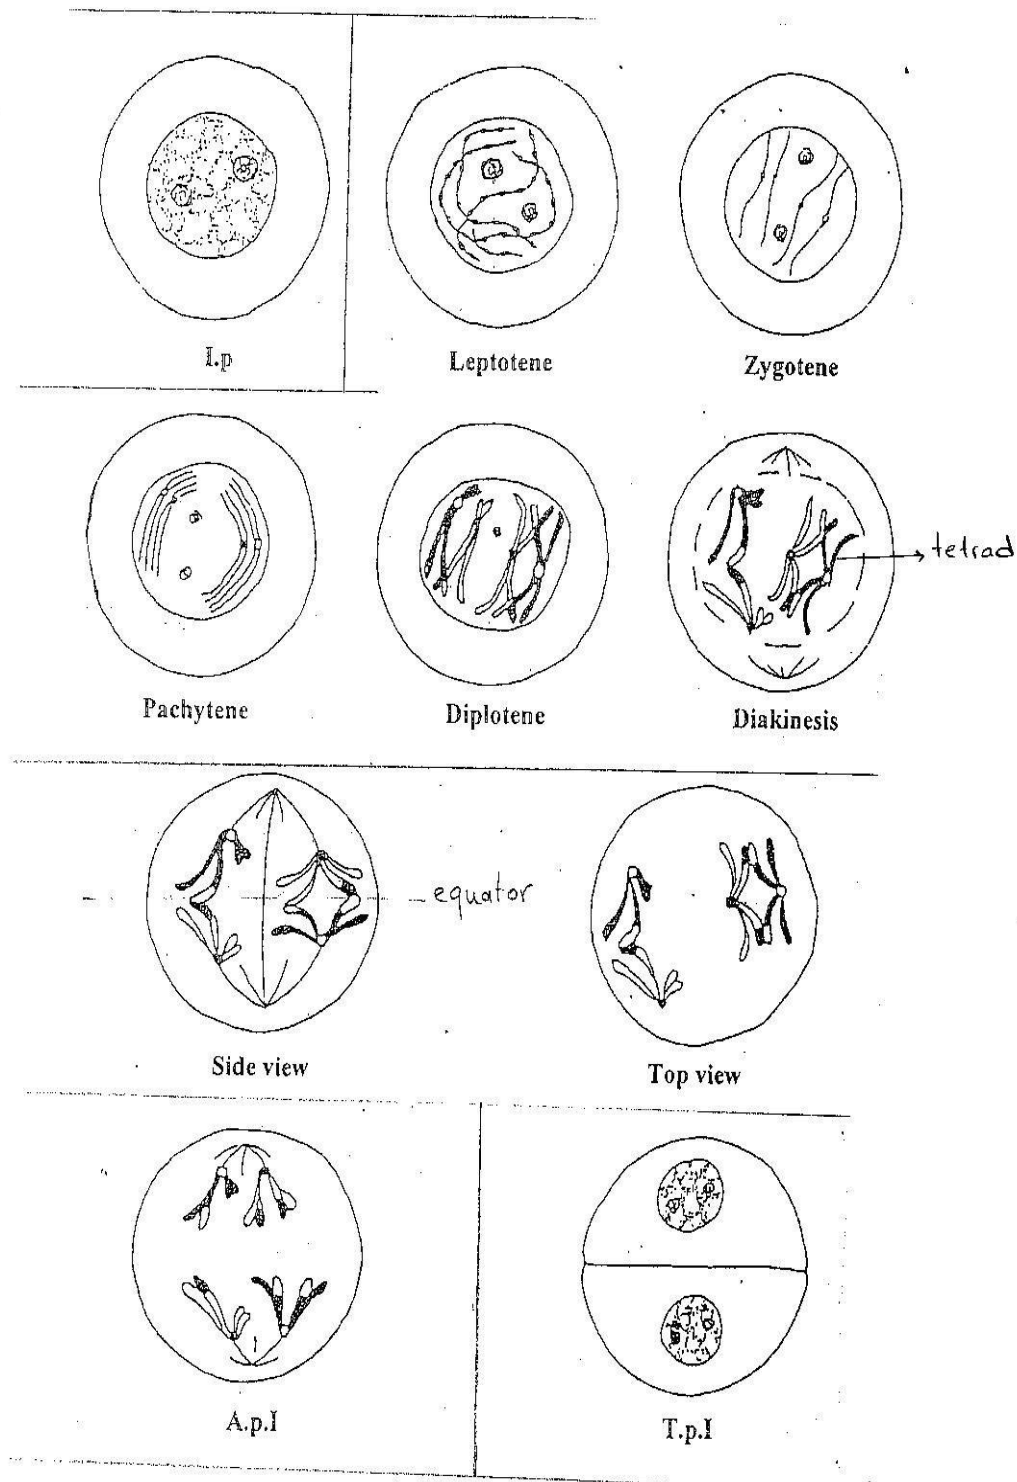 I.p
Leptotene
Zygotene
tetrad
Pachytene
Diplotene
Diakinesis
equator
Side view
Top view
A.p.I
T.p.I